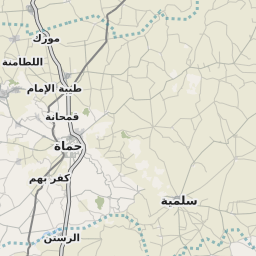 مورك
اللطامنة
طيبة الإمام
قمحانة
حماة
كفر بهم
سلمية
الرستن